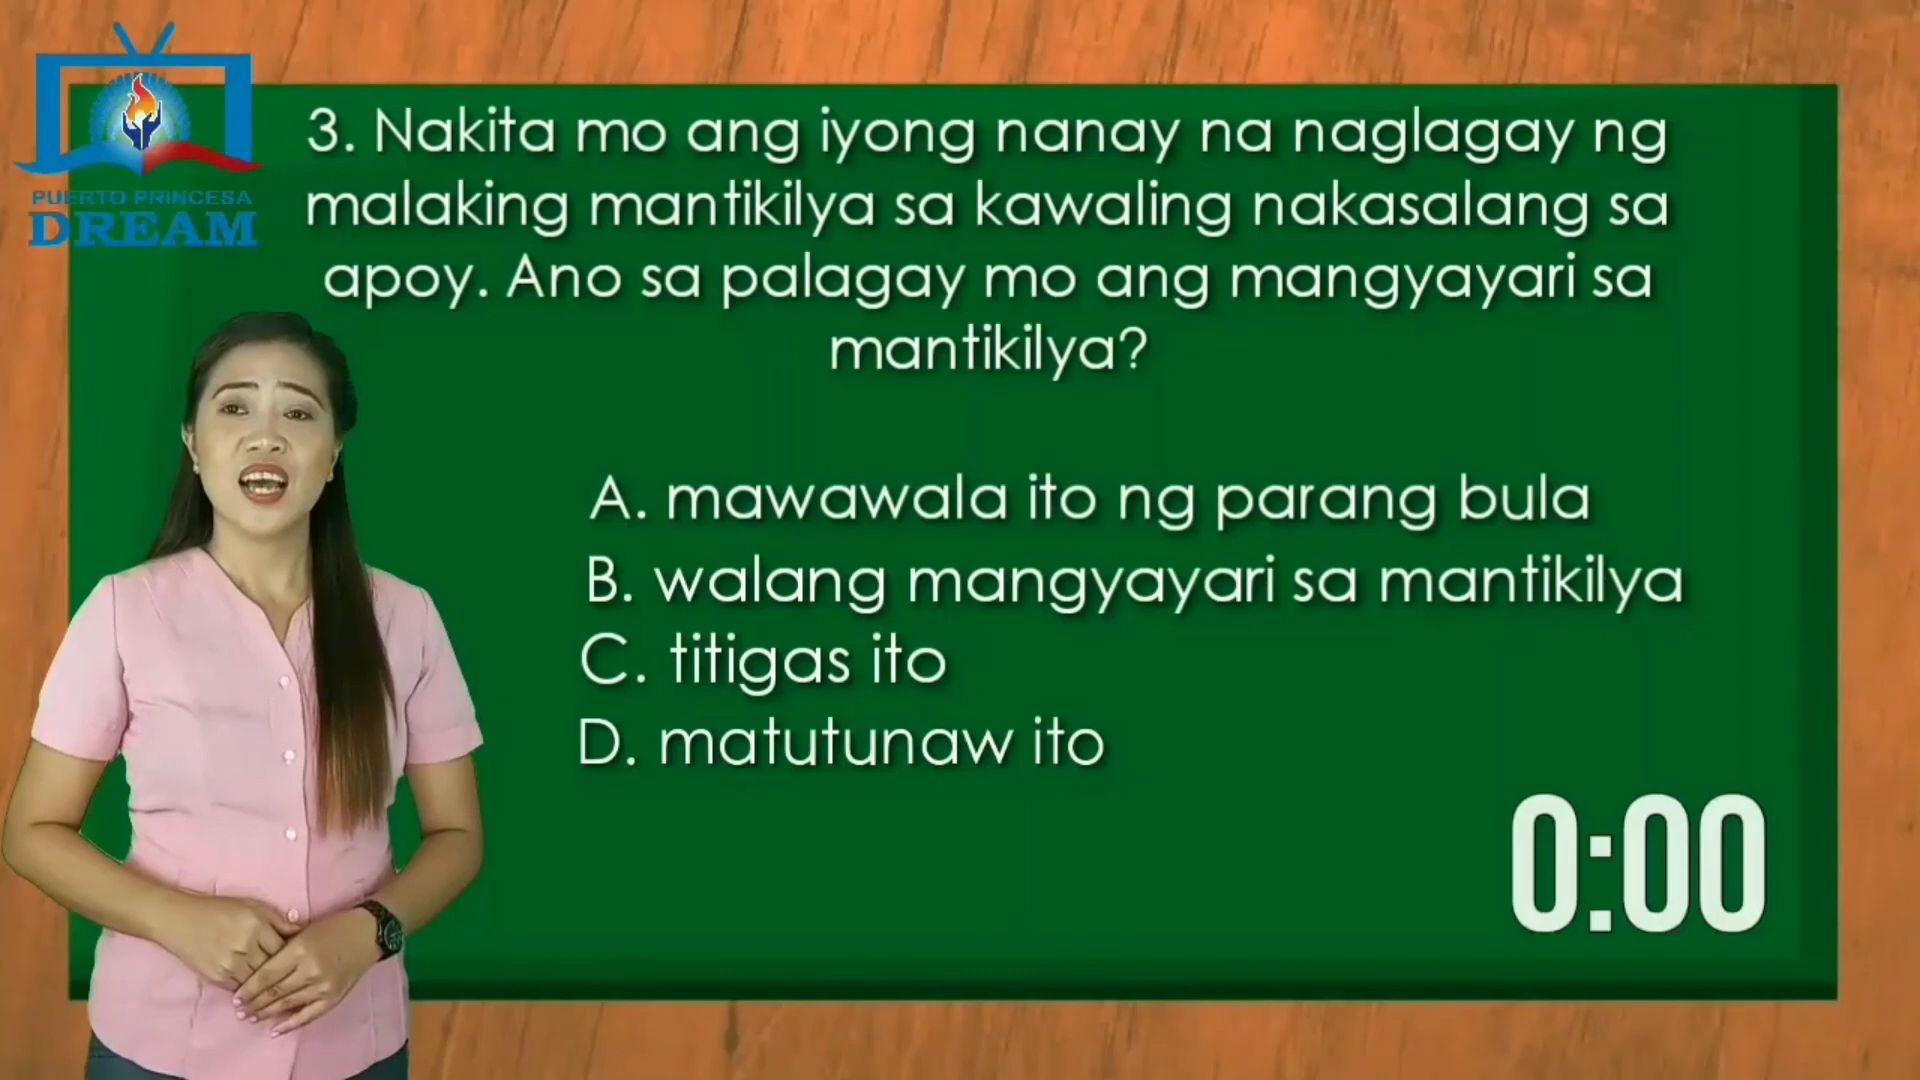 PUERTO PRINCESA
DREAM
3. Nakita mo ang iyong nanay na naglagay ng
malaking mantikilya sa kawaling nakasalang sa
apoy. Ano sa palagay mo ang mangyayari sa
mantikilya?
A. mawawala ito ng parang bula
B. walang mangyayari sa mantikilya
C. titigas ito
D. matutunaw ito
0:00